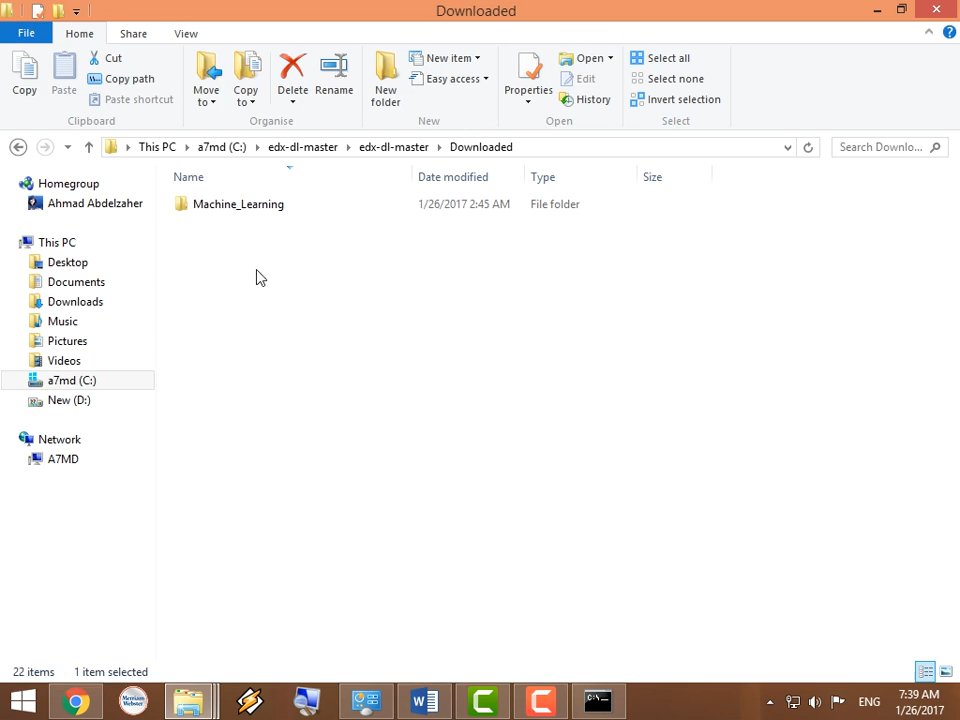 Downloaded
File
Home
Share
View
Copy
Paste
Cut
Copy path
Paste shortcut
Clipboard
Move to
Copy to
Delete
Rename
Organise
New folder
New item
Easy access
New
Properties
Open
Edit
History
Open
Select all
Select none
Invert selection
Select
This PC
a7md (C:)
edx-dl-master
edx-dl-master
Downloaded
Search Downlo...
Name
Date modified
Type
Size
Machine_Learning
1/26/2017 2:45 AM
File folder
Homegroup
Ahmad Abdelzaher
This PC
Desktop
Documents
Downloads
Music
Pictures
Videos
a7md (C:)
New (D:)
Network
A7MD
22 items
1 item selected
Merriam Webster
ENG
7:39 AM
1/26/2017